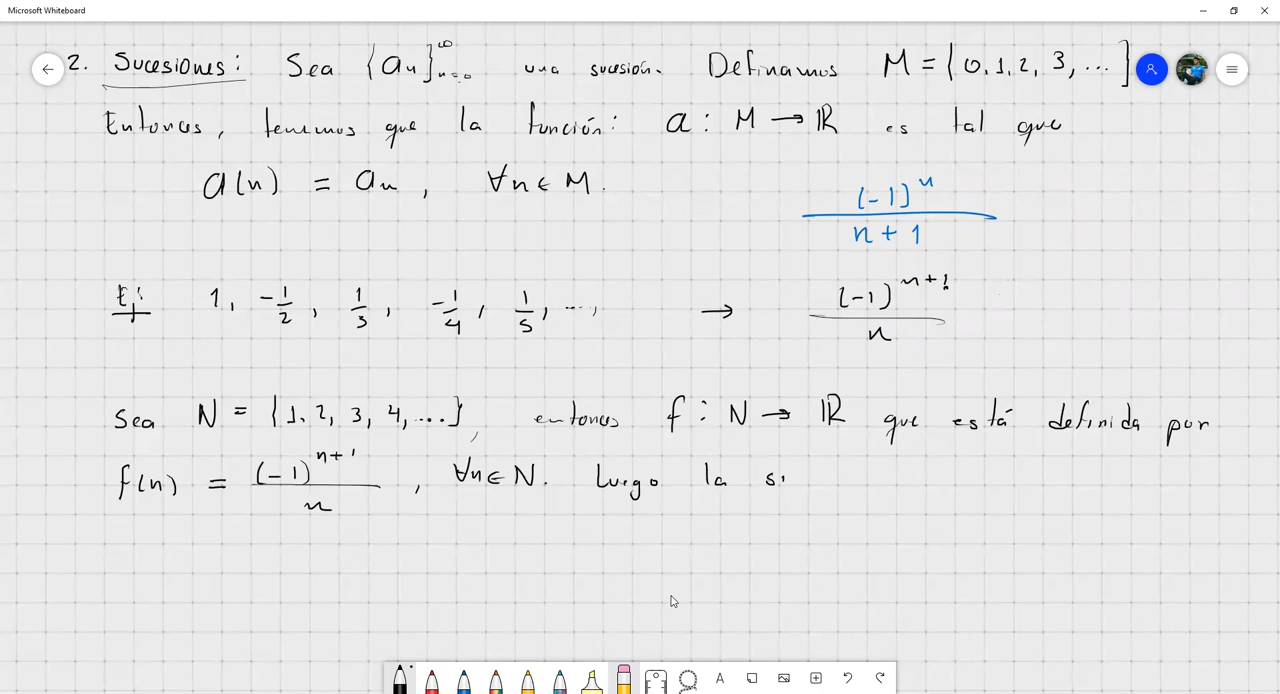 Microsoft Whiteboard
2. Sucesiones: Sea {an}∞n=0 una sucesión. Definamos M = {0,1,2,3,...}
Entonces, tenemos que la función: a : M → ℝ es tal que
a(n) = an, ∀n ∈ M.
(-1)^n / n+1
Ej: 1, -1/2, 1/3, -1/4, 1/5, ..., → (-1)^(n+1) / n
Sea N = {1,2,3,4,...}, entonces f : N → ℝ que está definida por
f(n) = (-1)^(n+1) / n, ∀n ∈ N. Luego la s